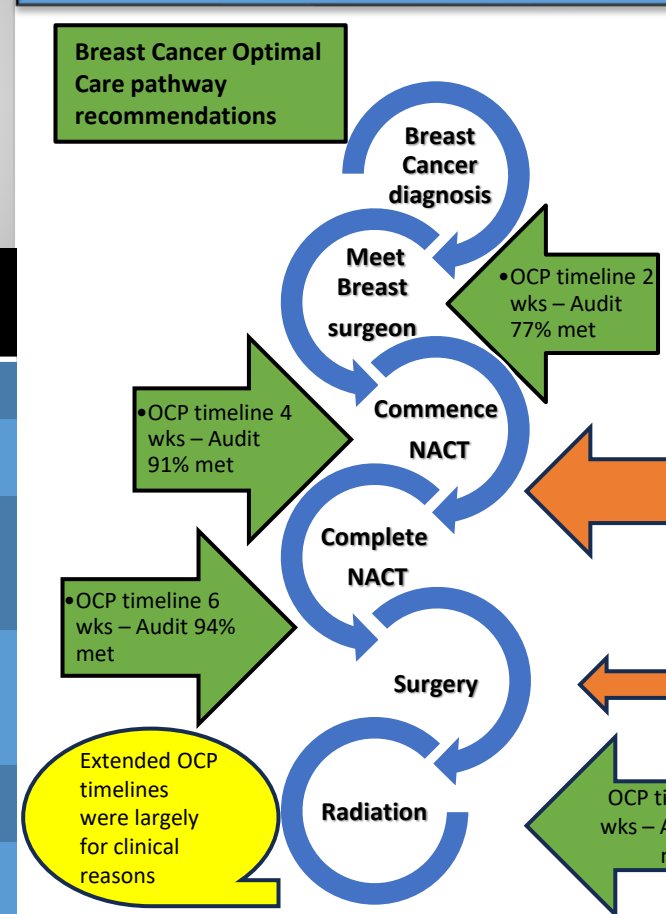 Breast Cancer Optimal
Care pathway
recommendations
Breast
Cancer
diagnosis
Meet
Breast
surgeon
•OCP timeline 2
wks – Audit
77% met
•OCP timeline 4
wks – Audit
91% met
Commence
NACT
Complete
NACT
•OCP timeline 6
wks – Audit 94%
met
Surgery
Extended OCP
timelines
were largely
for clinical
reasons
Radiation
OCP
wks –